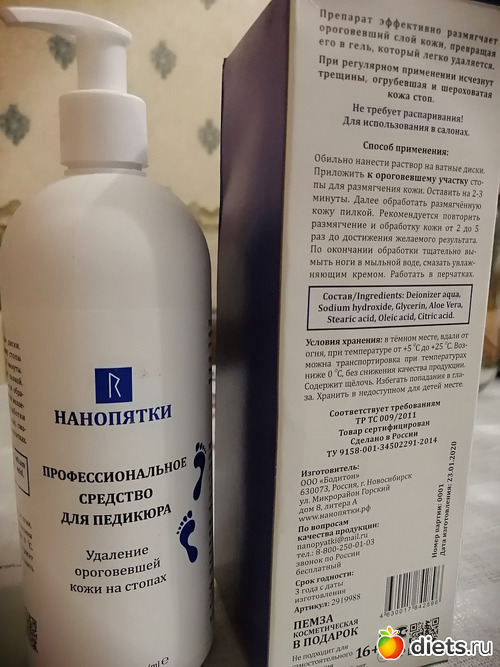 НАНОПЯТКИ
ПРОФЕССИОНАЛЬНОЕ
СРЕДСТВО
ДЛЯ ПЕДИКЮРА
Удаление
ороговевшей
кожи на стопах
Препарат эффективно размягчает
ороговевший слой кожи, превращая
его в гель, который легко удаляется.
При регулярном применении исчезнут
трещины, огрубевшая и шероховатая
кожа стоп.
Не требует распаривания!
Для использования в салонах.
Способ применения:
Обильно нанести раствор на ватные диски.
Приложить к ороговевшему участку сто-
пы для размягчения кожи. Оставить на 2-3
минуты. Далее обработать размягчённую
кожу пилкой. Рекомендуется повторить
размягчение и обработку кожи от 2 до 5
раз до достижения желаемого результата.
По окончании обработки тщательно вы-
мыть ноги в мыльной воде, смазать увлаж-
няющим кремом. Работать в перчатках.
Состав/Ingredients: Deionizer aqua,
Sodium hydroxide, Glycerin, Aloe Vera,
Stearic acid, Oleic acid, Citric acid.
Условия хранения: в тёмном месте, вдали от
огня, при температуре от +5 °С до +25 °С. Воз-
можна транспортировка при температурах
ниже 0 °С, без снижения качества продукции.
Содержит щёлочь. Избегать попадания в гла-
за. Хранить в недоступном для детей месте.
Соответствует требованиям
ТР ТС 009/2011
Товар сертифицирован
Сделано в России
ТУ 9158-001-34502291-2014
Изготовитель:
ООО «Бодитон»
630073, Россия, г. Новосибирск
ул. Микрорайон Горский
дом 8, литера А
www.нанопятки.рф
По вопросам
качества продукции:
nanopyatki@mail.ru
тел.: 8-800-250-01-03
звонок по России
бесплатный
Срок годности:
3 года с даты
изготовления
Артикул: 2919988
Номер партии: 0001
Дата изготовления: 23.01.2020
ПЕМЗА
КОСМЕТИЧЕСКАЯ
В ПОДАРОК
16+
Не подходит для
diets.ru